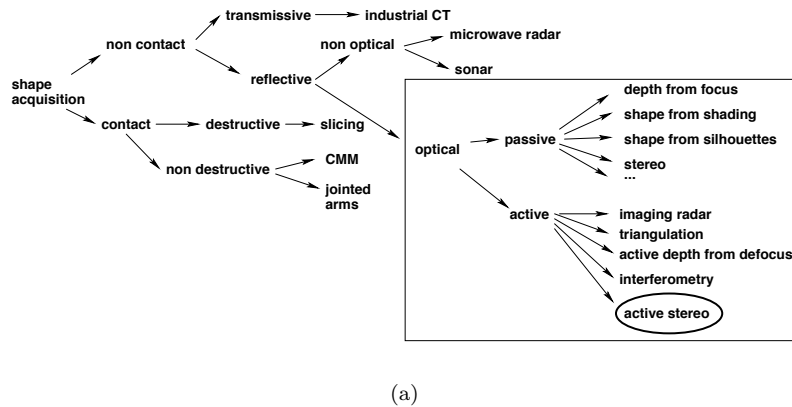 transmissive
industrial CT
non contact
non optical
microwave radar
reflective
sonar
shape
acquisition
contact
destructive
slicing
non destructive
CMM
jointed
arms
optical
passive
depth from focus
shape from shading
shape from silhouettes
stereo
...
active
imaging radar
triangulation
active depth from defocus
interferometry
active stereo
(a)